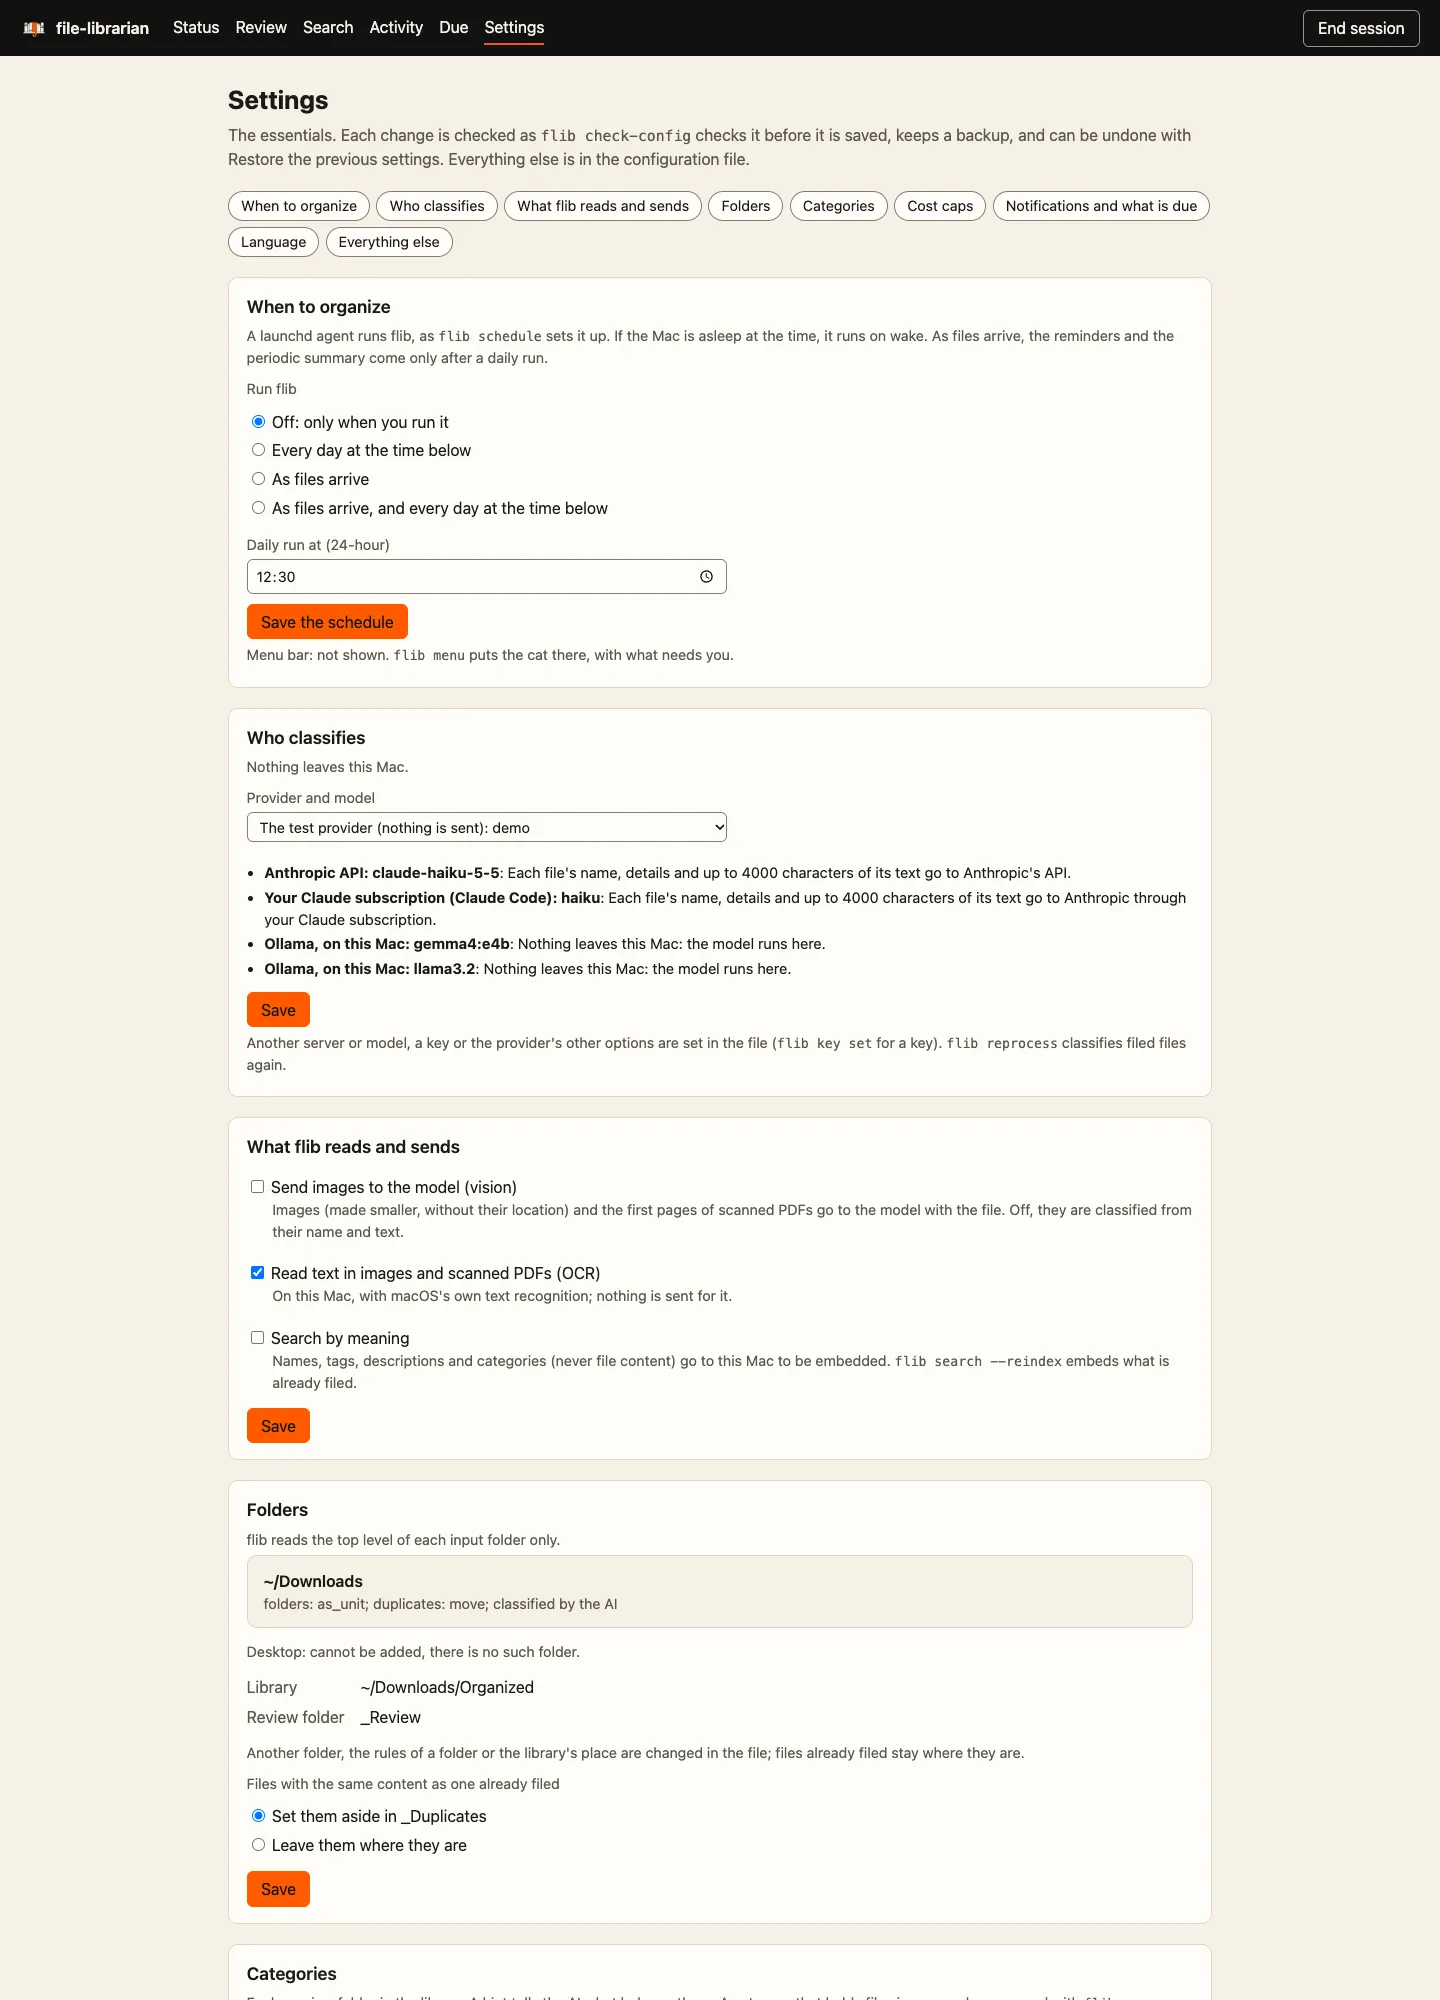 file-librarian Status Review Search Activity Due Settings End session
Settings
The essentials. Each change is checked as flib check-config checks it before it is saved, keeps a backup, and can be undone with
Restore the previous settings. Everything else is in the configuration file.
When to organize Who classifies What flib reads and sends Folders Categories Cost caps Notifications and what is due
Language Everything else
When to organize
A launchd agent runs flib, as flib schedule sets it up. If the Mac is asleep at the time, it runs on wake. As files arrive, the reminders and the
periodic summary come only after a daily run.
Run flib
Off: only when you run it
Every day at the time below
As files arrive
As files arrive, and every day at the time below
Daily run at (24-hour)
12:30
Save the schedule
Menu bar: not shown. flib menu puts the cat there, with what needs you.
Who classifies
Nothing leaves this Mac.
Provider and model
The test provider (nothing is sent): demo
• Anthropic API: claude-haiku-5-5: Each file's name, details and up to 4000 characters of its text go to Anthropic's API.
• Your Claude subscription (Claude Code): haiku: Each file's name, details and up to 4000 characters of its text go to Anthropic through
your Claude subscription.
• Ollama, on this Mac: gemma4:e4b: Nothing leaves this Mac: the model runs here.
• Ollama, on this Mac: llama3.2: Nothing leaves this Mac: the model runs here.
Save
Another server or model, a key or the provider's other options are set in the file (flib key set for a key). flib reprocess classifies filed files
again.
What flib reads and sends
Send images to the model (vision)
Images (made smaller, without their location) and the first pages of scanned PDFs go to the model with the file. Off, they are classified from
their name and text.
Read text in images and scanned PDFs (OCR)
On this Mac, with macOS's own text recognition; nothing is sent for it.
Search by meaning
Names, tags, descriptions and categories (never file content) go to this Mac to be embedded. flib search --reindex embeds what is
already filed.
Save
Folders
flib reads the top level of each input folder only.
~/Downloads
folders: as_unit; duplicates: move; classified by the AI
Desktop: cannot be added, there is no such folder.
Library ~/Downloads/Organized
Review folder _Review
Another folder, the rules of a folder or the library's place are changed in the file; files already filed stay where they are.
Files with the same content as one already filed
Set them aside in _Duplicates
Leave them where they are
Save
Categories